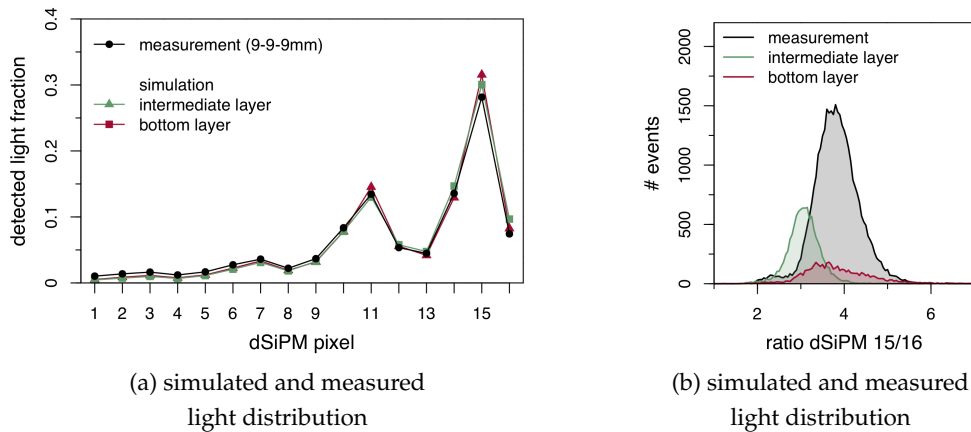 detected light fraction
0.4
0.3
0.2
0.1
0
measurement (9-9-9mm)
simulation
intermediate layer
bottom layer
1 2 3 4 5 6 7 8 9 11 13 15
dSiPM pixel
(a) simulated and measured
light distribution
# events
2000
1500
1000
500
0
measurement
intermediate layer
bottom layer
2 4 6
ratio dSiPM 15/16
(b) simulated and measured
light distribution